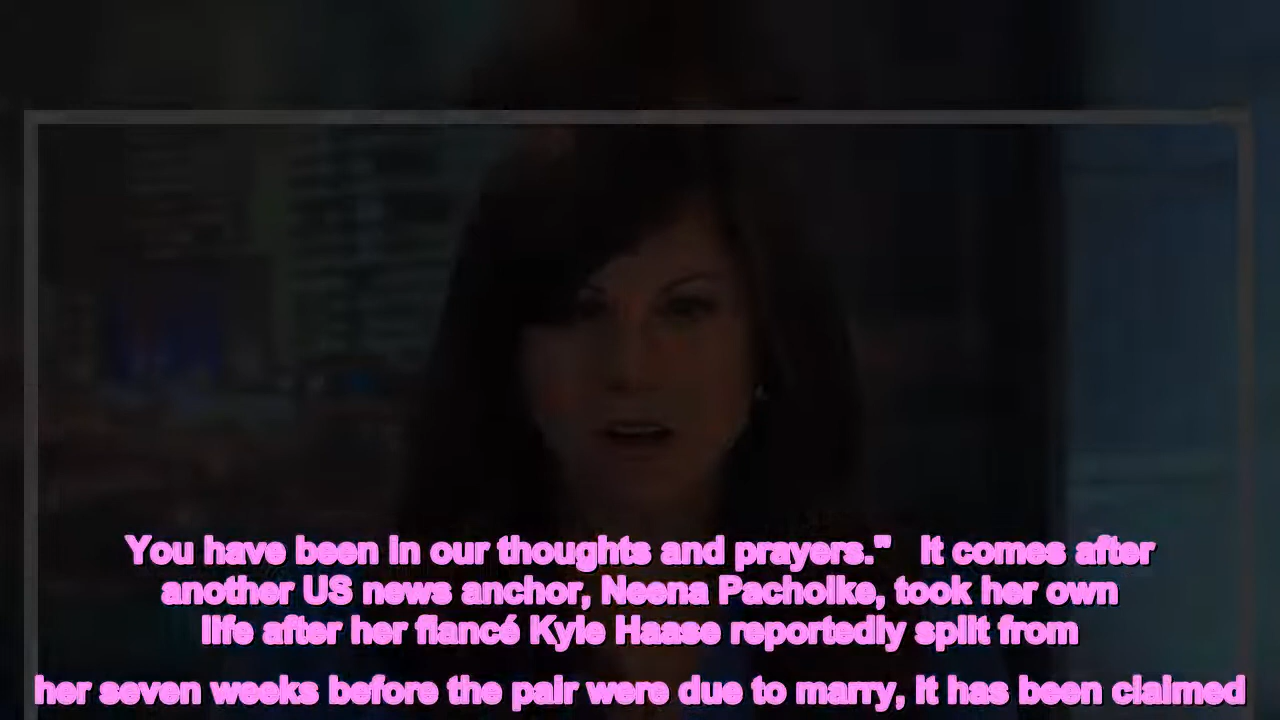 You have been in our thoughts and prayers."   It comes after
another US news anchor, Neena Pacholke, took her own
life after her fiancé Kyle Haase reportedly split from
her seven weeks before the pair were due to marry, it has been claimed